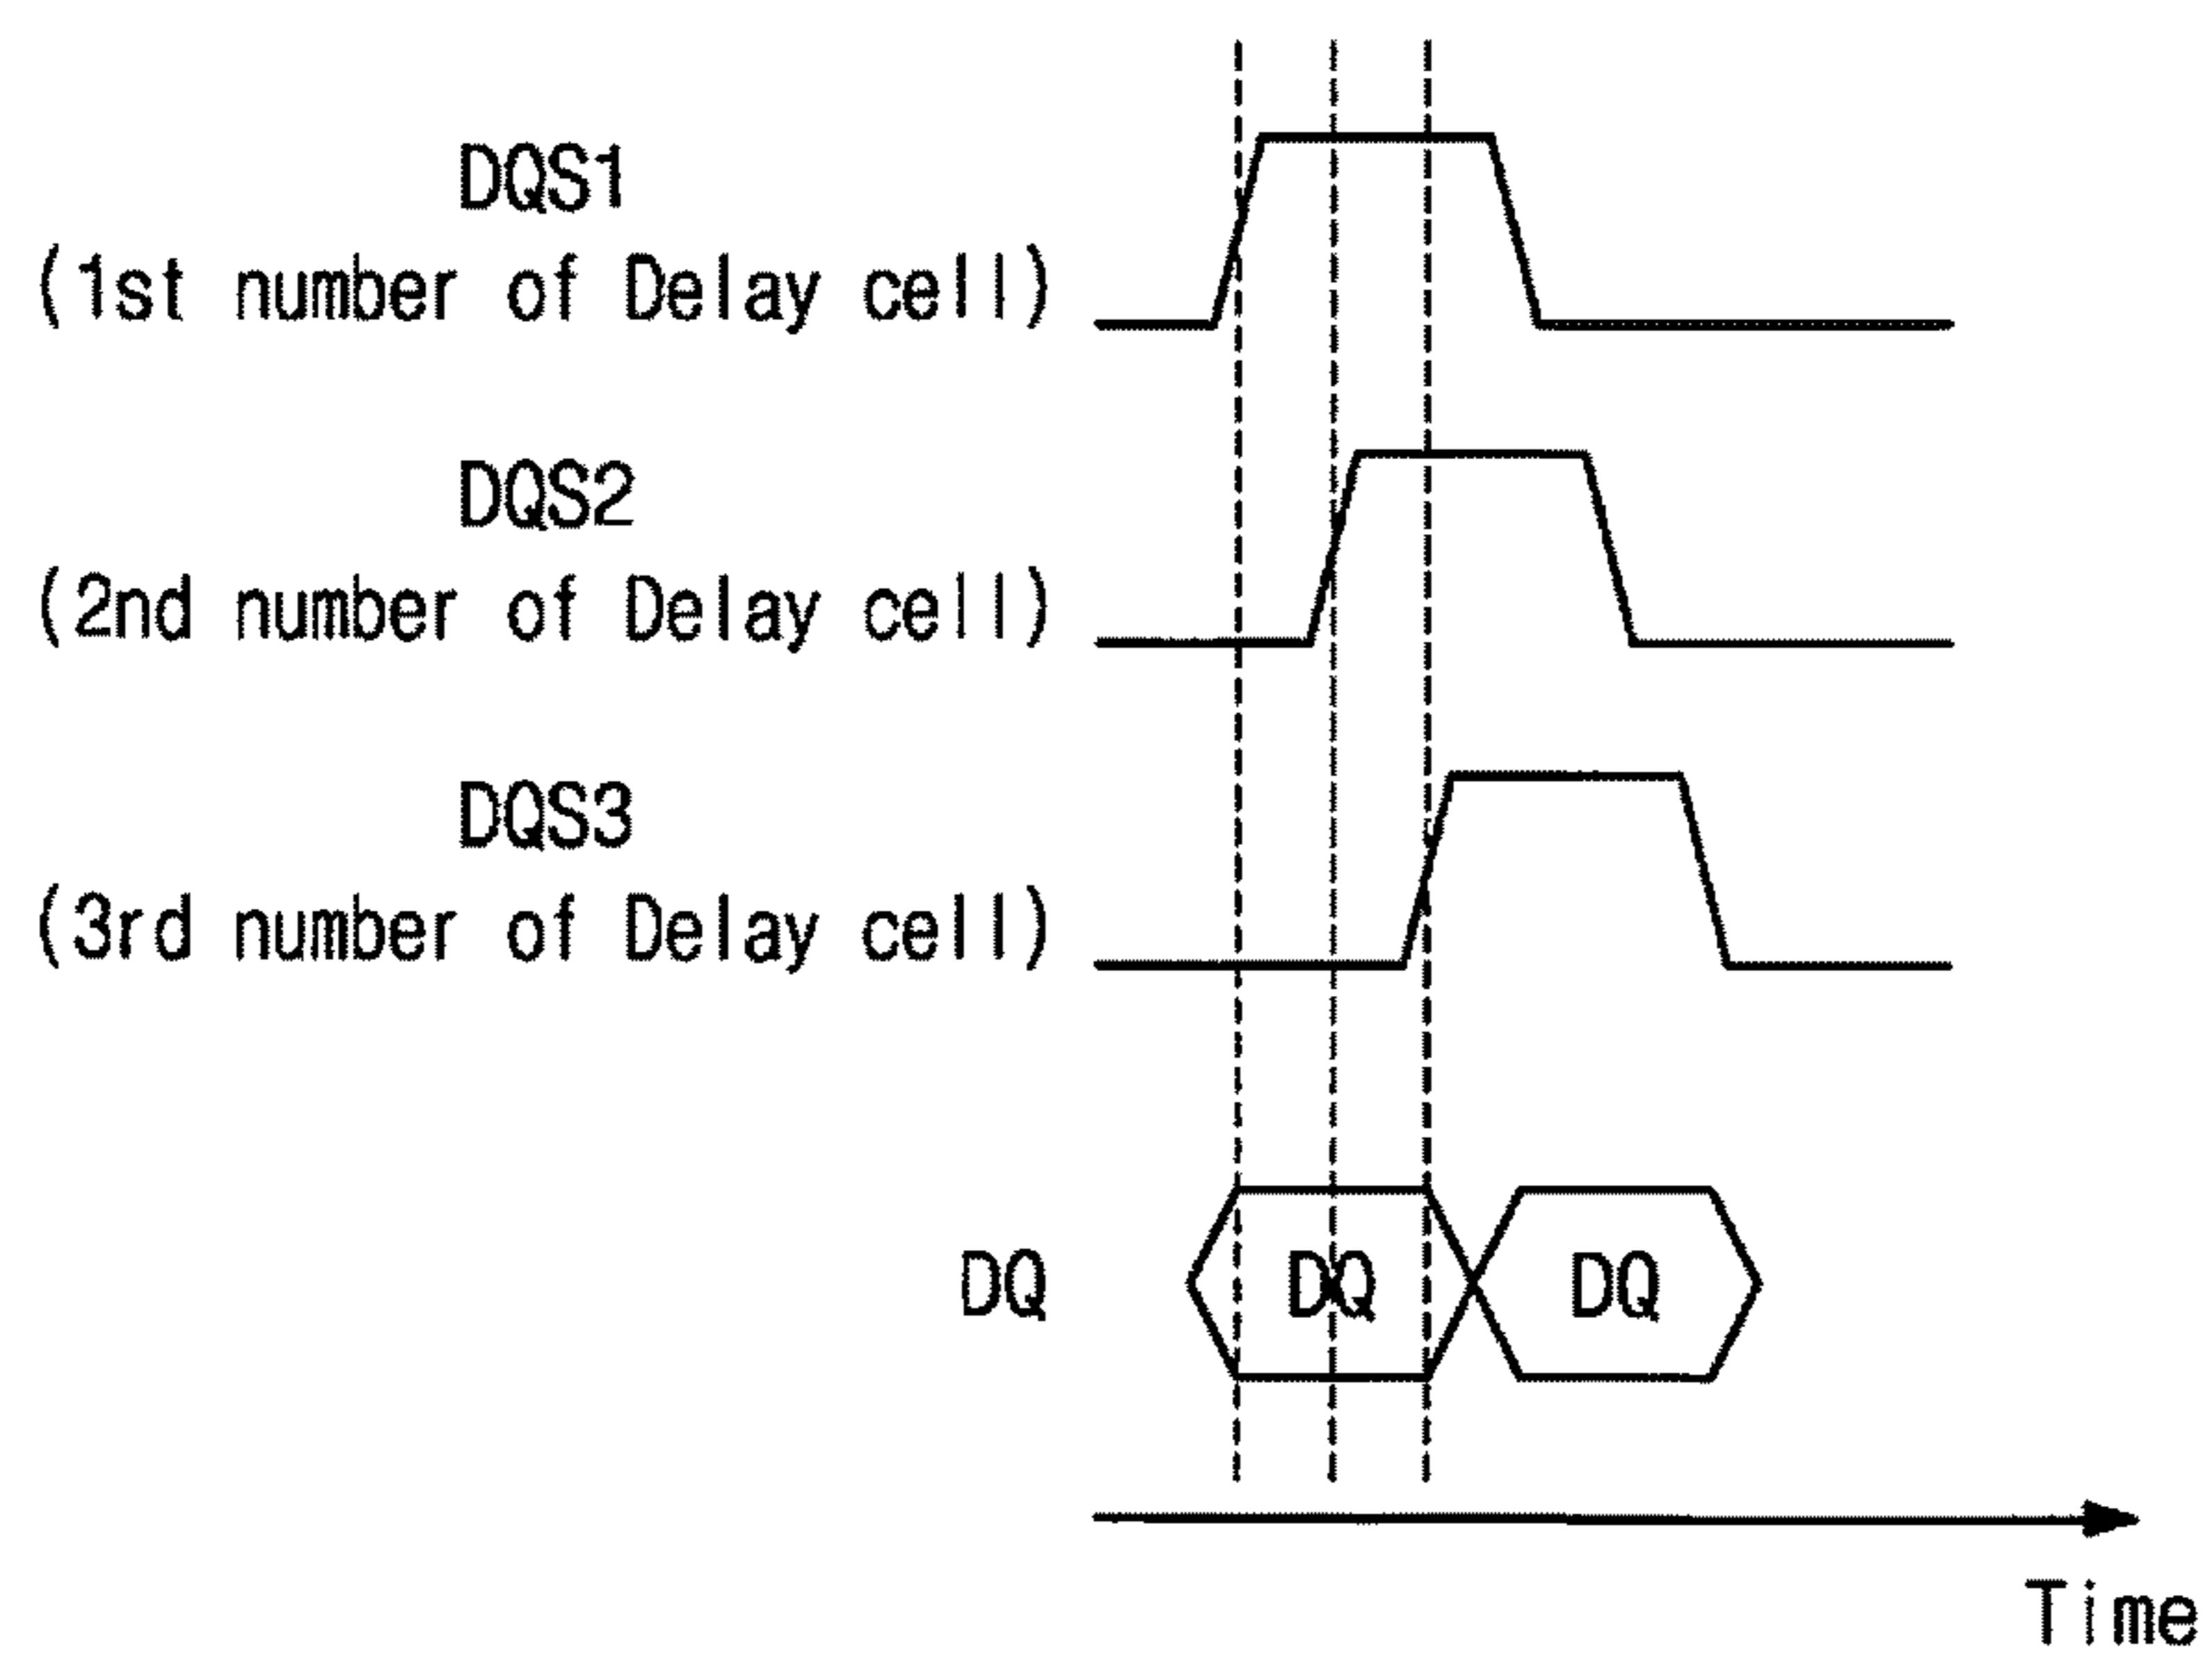 DQS1
(1st number of Delay cell)
DQS2
(2nd number of Delay cell)
DQS3
(3rd number of Delay cell)
DQ DQ DQ
Time